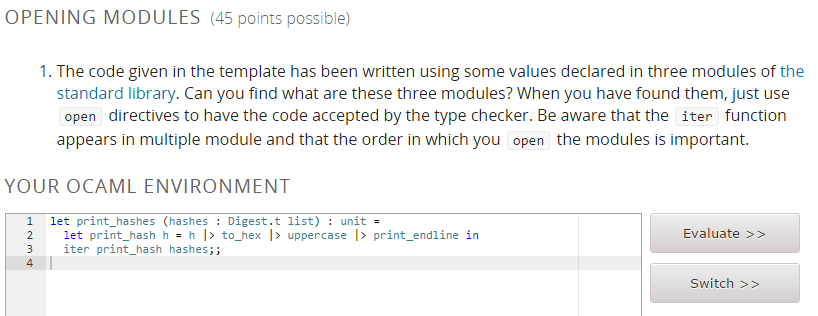 OPENING MODULES (45 points possible)
1. The code given in the template has been written using some values declared in three modules of the
standard library. Can you find what are these three modules? When you have found them, just use
open directives to have the code accepted by the type checker. Be aware that the iter function
appears in multiple module and that the order in which you open the modules is important.
YOUR OCAML ENVIRONMENT
1 let print_hashes (hashes : Digest.t list) : unit =
2 let print_hash h = h |> to_hex |> uppercase |> print_endline in
3 iter print_hash hashes;;
4
Evaluate >>
Switch >>